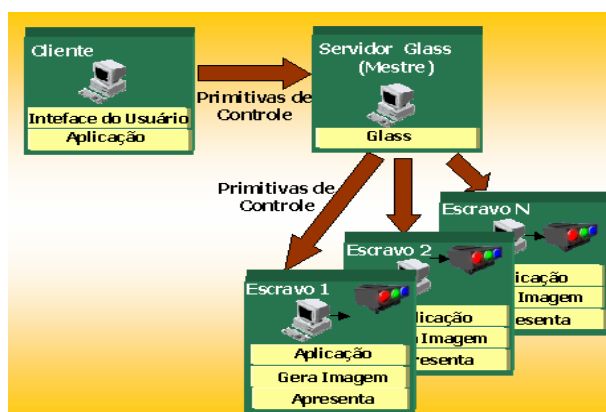 Cliente
Inteface do Usuário
Aplicação
Primitivas de
Controle
Servidor Glass
(Mestre)
Glass
Primitivas de
Controle
Escravo N
icação
Imagem
resenta
Escravo 2
licação
Imagem
resenta
Escravo 1
Aplicação
Gera Imagem
Apresenta